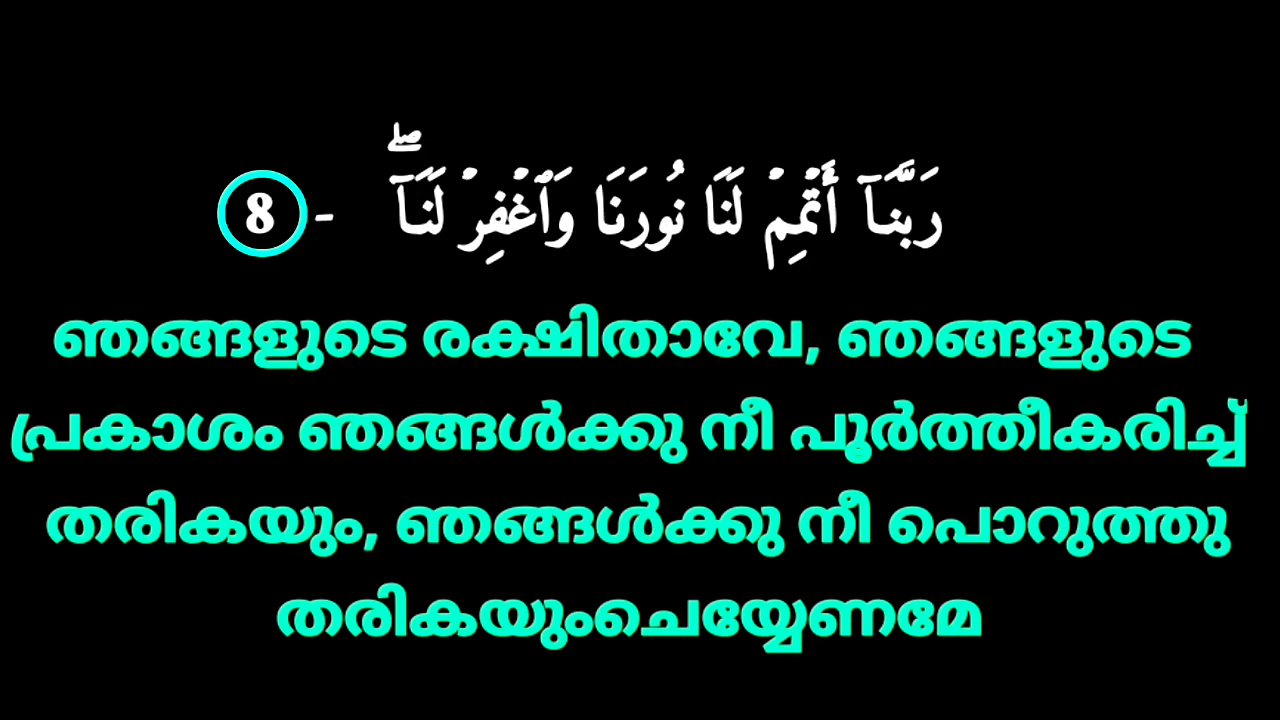 رَبَّنَآ أَتْمِمْ لَنَا نُورَنَا وَٱغْفِرْ لَنَآ ۖ - 8
ഞങ്ങളുടെ രക്ഷിതാവേ, ഞങ്ങളുടെ
പ്രകാശം ഞങ്ങൾക്കു നീ പൂർത്തീകരിച്ച്
തരികയും, ഞങ്ങൾക്കു നീ പൊറുത്തു
തരികയുംചെയ്യേണമേ